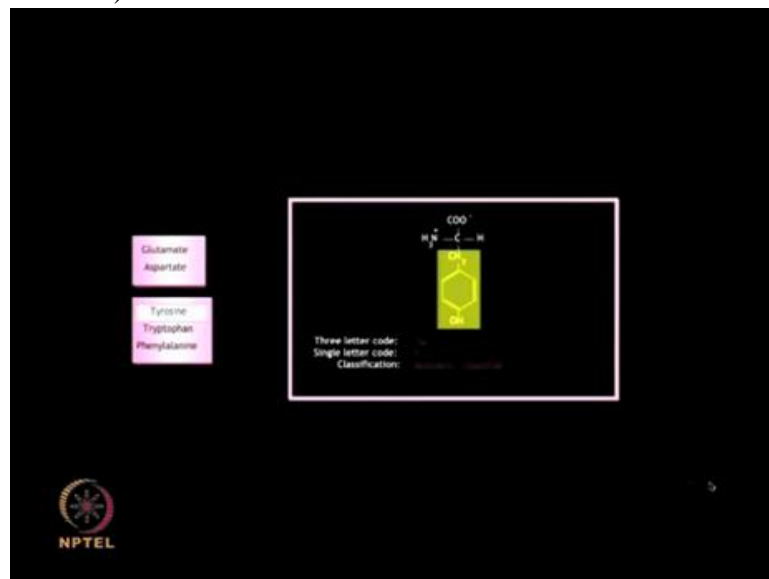 Glutamate
Aspartate
Tyrosine
Tryptophan
Phenylalanine
COO-
H3N+ — C — H
CH2
OH
Three letter code:
Single letter code:
Classification:
NPTEL